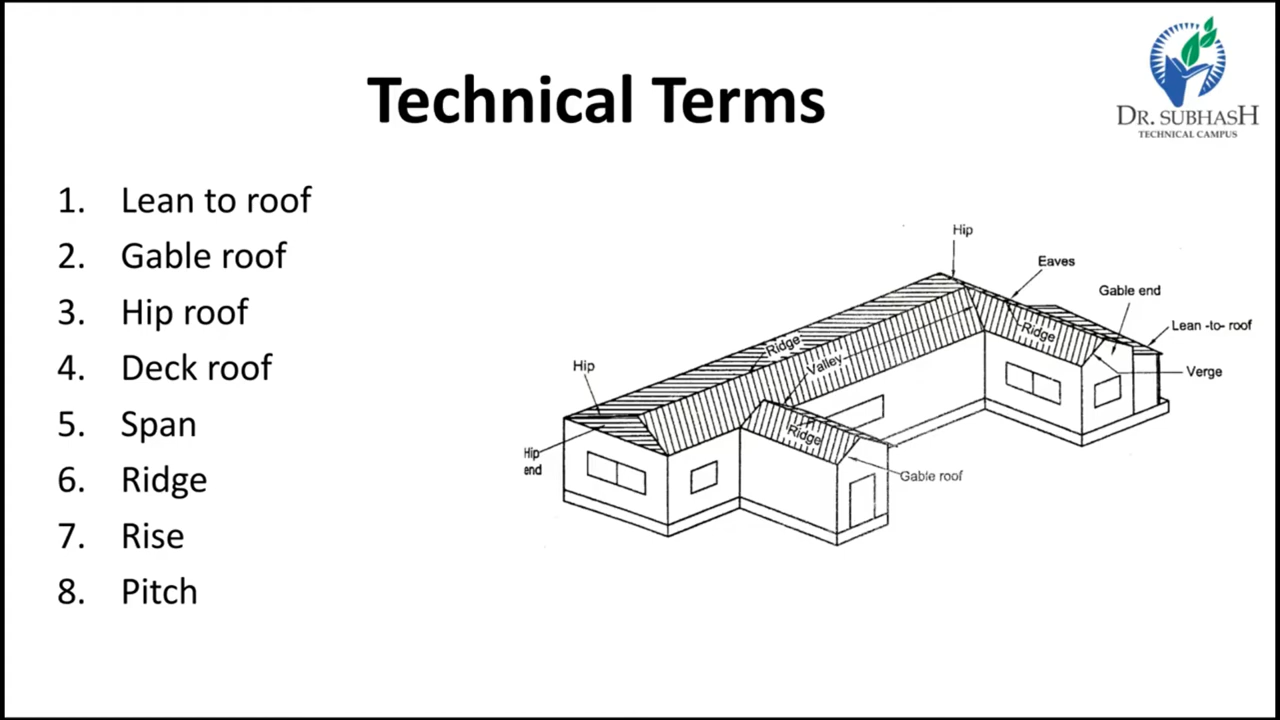 Technical Terms
DR. SUBHASH
TECHNICAL CAMPUS
1. Lean to roof
2. Gable roof
3. Hip roof
4. Deck roof
5. Span
6. Ridge
7. Rise
8. Pitch
Hip
Eaves
Gable end
Lean -to- roof
Ridge
Verge
Ridge
Valley
Hip
Ridge
Hip
end
Gable roof